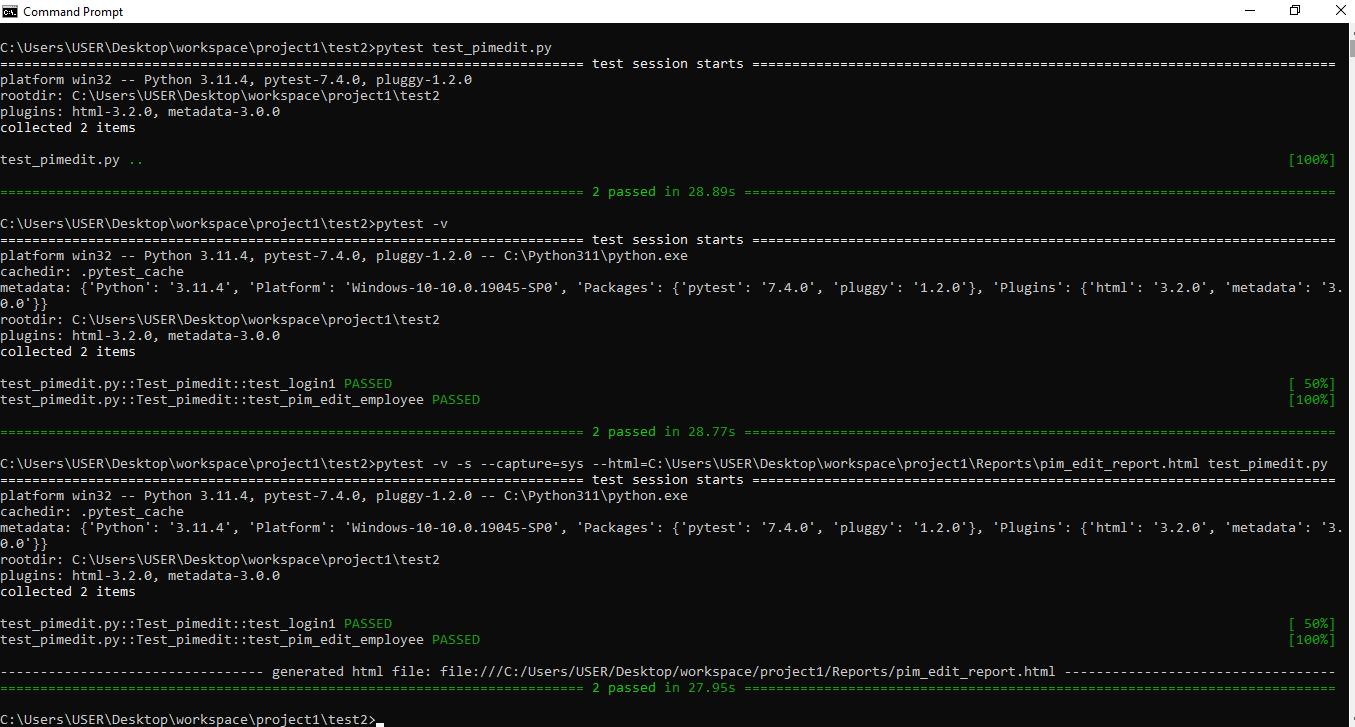 Command Prompt
C:\Users\USER\Desktop\workspace\project1\test2>pytest test_pimedit.py
========================================================================= test session starts =========================================================================
platform win32 -- Python 3.11.4, pytest-7.4.0, pluggy-1.2.0
rootdir: C:\Users\USER\Desktop\workspace\project1\test2
plugins: html-3.2.0, metadata-3.0.0
collected 2 items
test_pimedit.py .. [100%]
========================================================================= 2 passed in 28.89s ==========================================================================
C:\Users\USER\Desktop\workspace\project1\test2>pytest -v
========================================================================= test session starts =========================================================================
platform win32 -- Python 3.11.4, pytest-7.4.0, pluggy-1.2.0 -- C:\Python311\python.exe
cachedir: .pytest_cache
metadata: {'Python': '3.11.4', 'Platform': 'Windows-10-10.0.19045-SP0', 'Packages': {'pytest': '7.4.0', 'pluggy': '1.2.0'}, 'Plugins': {'html': '3.2.0', 'metadata': '3.
0.0'}}
rootdir: C:\Users\USER\Desktop\workspace\project1\test2
plugins: html-3.2.0, metadata-3.0.0
collected 2 items
test_pimedit.py::Test_pimedit::test_login1 PASSED [ 50%]
test_pimedit.py::Test_pimedit::test_pim_edit_employee PASSED [100%]
========================================================================= 2 passed in 28.77s ==========================================================================
C:\Users\USER\Desktop\workspace\project1\test2>pytest -v -s --capture=sys --html=C:\Users\USER\Desktop\workspace\project1\Reports\pim_edit_report.html test_pimedit.py
========================================================================= test session starts =========================================================================
platform win32 -- Python 3.11.4, pytest-7.4.0, pluggy-1.2.0 -- C:\Python311\python.exe
cachedir: .pytest_cache
metadata: {'Python': '3.11.4', 'Platform': 'Windows-10-10.0.19045-SP0', 'Packages': {'pytest': '7.4.0', 'pluggy': '1.2.0'}, 'Plugins': {'html': '3.2.0', 'metadata': '3.
0.0'}}
rootdir: C:\Users\USER\Desktop\workspace\project1\test2
plugins: html-3.2.0, metadata-3.0.0
collected 2 items
test_pimedit.py::Test_pimedit::test_login1 PASSED [ 50%]
test_pimedit.py::Test_pimedit::test_pim_edit_employee PASSED [100%]
--------------------------------- generated html file: file:///C:/Users/USER/Desktop/workspace/project1/Reports/pim_edit_report.html ----------------------------------
========================================================================= 2 passed in 27.95s ==========================================================================
C:\Users\USER\Desktop\workspace\project1\test2>